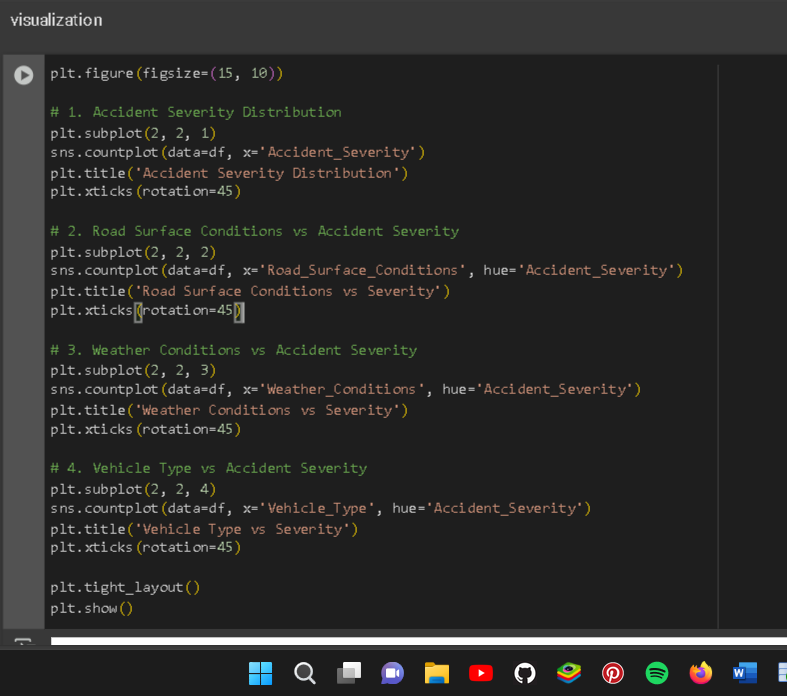 visualization
plt.figure(figsize=(15, 10))
# 1. Accident Severity Distribution
plt.subplot(2, 2, 1)
sns.countplot(data=df, x='Accident_Severity')
plt.title('Accident Severity Distribution')
plt.xticks(rotation=45)
# 2. Road Surface Conditions vs Accident Severity
plt.subplot(2, 2, 2)
sns.countplot(data=df, x='Road_Surface_Conditions', hue='Accident_Severity')
plt.title('Road Surface Conditions vs Severity')
plt.xticks(rotation=45)
# 3. Weather Conditions vs Accident Severity
plt.subplot(2, 2, 3)
sns.countplot(data=df, x='Weather_Conditions', hue='Accident_Severity')
plt.title('Weather Conditions vs Severity')
plt.xticks(rotation=45)
# 4. Vehicle Type vs Accident Severity
plt.subplot(2, 2, 4)
sns.countplot(data=df, x='Vehicle_Type', hue='Accident_Severity')
plt.title('Vehicle Type vs Severity')
plt.xticks(rotation=45)
plt.tight_layout()
plt.show()
W